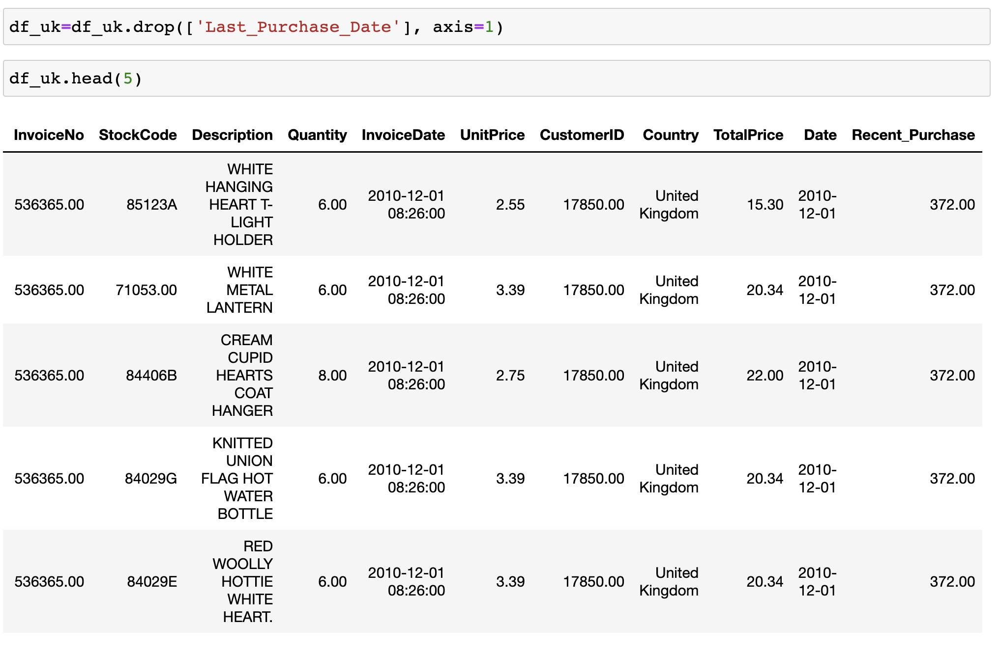 df_uk=df_uk.drop(['Last_Purchase_Date'], axis=1)
df_uk.head(5)
InvoiceNo StockCode Description Quantity InvoiceDate UnitPrice CustomerID Country TotalPrice Date Recent_Purchase
WHITE
HANGING
2010-12-01 United 2010-
536365.00 85123A HEART T- 6.00 2.55 17850.00 15.30 372.00
08:26:00 Kingdom 12-01
LIGHT
HOLDER
WHITE
2010-12-01 United 2010-
536365.00 71053.00 METAL 6.00 3.39 17850.00 20.34 372.00
08:26:00 Kingdom 12-01
LANTERN
CREAM
CUPID
2010-12-01 United 2010-
536365.00 84406B HEARTS 8.00 2.75 17850.00 22.00 372.00
08:26:00 Kingdom 12-01
COAT
HANGER
KNITTED
UNION
2010-12-01 United 2010-
536365.00 84029G FLAG HOT 6.00 3.39 17850.00 20.34 372.00
08:26:00 Kingdom 12-01
WATER
BOTTLE
RED
WOOLLY
2010-12-01 United 2010-
536365.00 84029E HOTTIE 6.00 3.39 17850.00 20.34 372.00
08:26:00 Kingdom 12-01
WHITE
HEART.